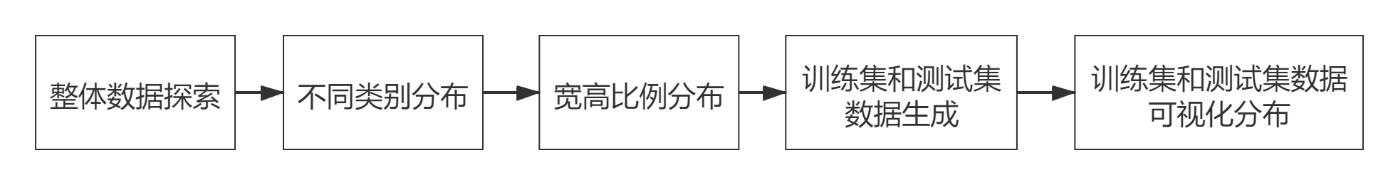 整体数据探索
不同类别分布
宽高比例分布
训练集和测试集
数据生成
训练集和测试集数据
可视化分布